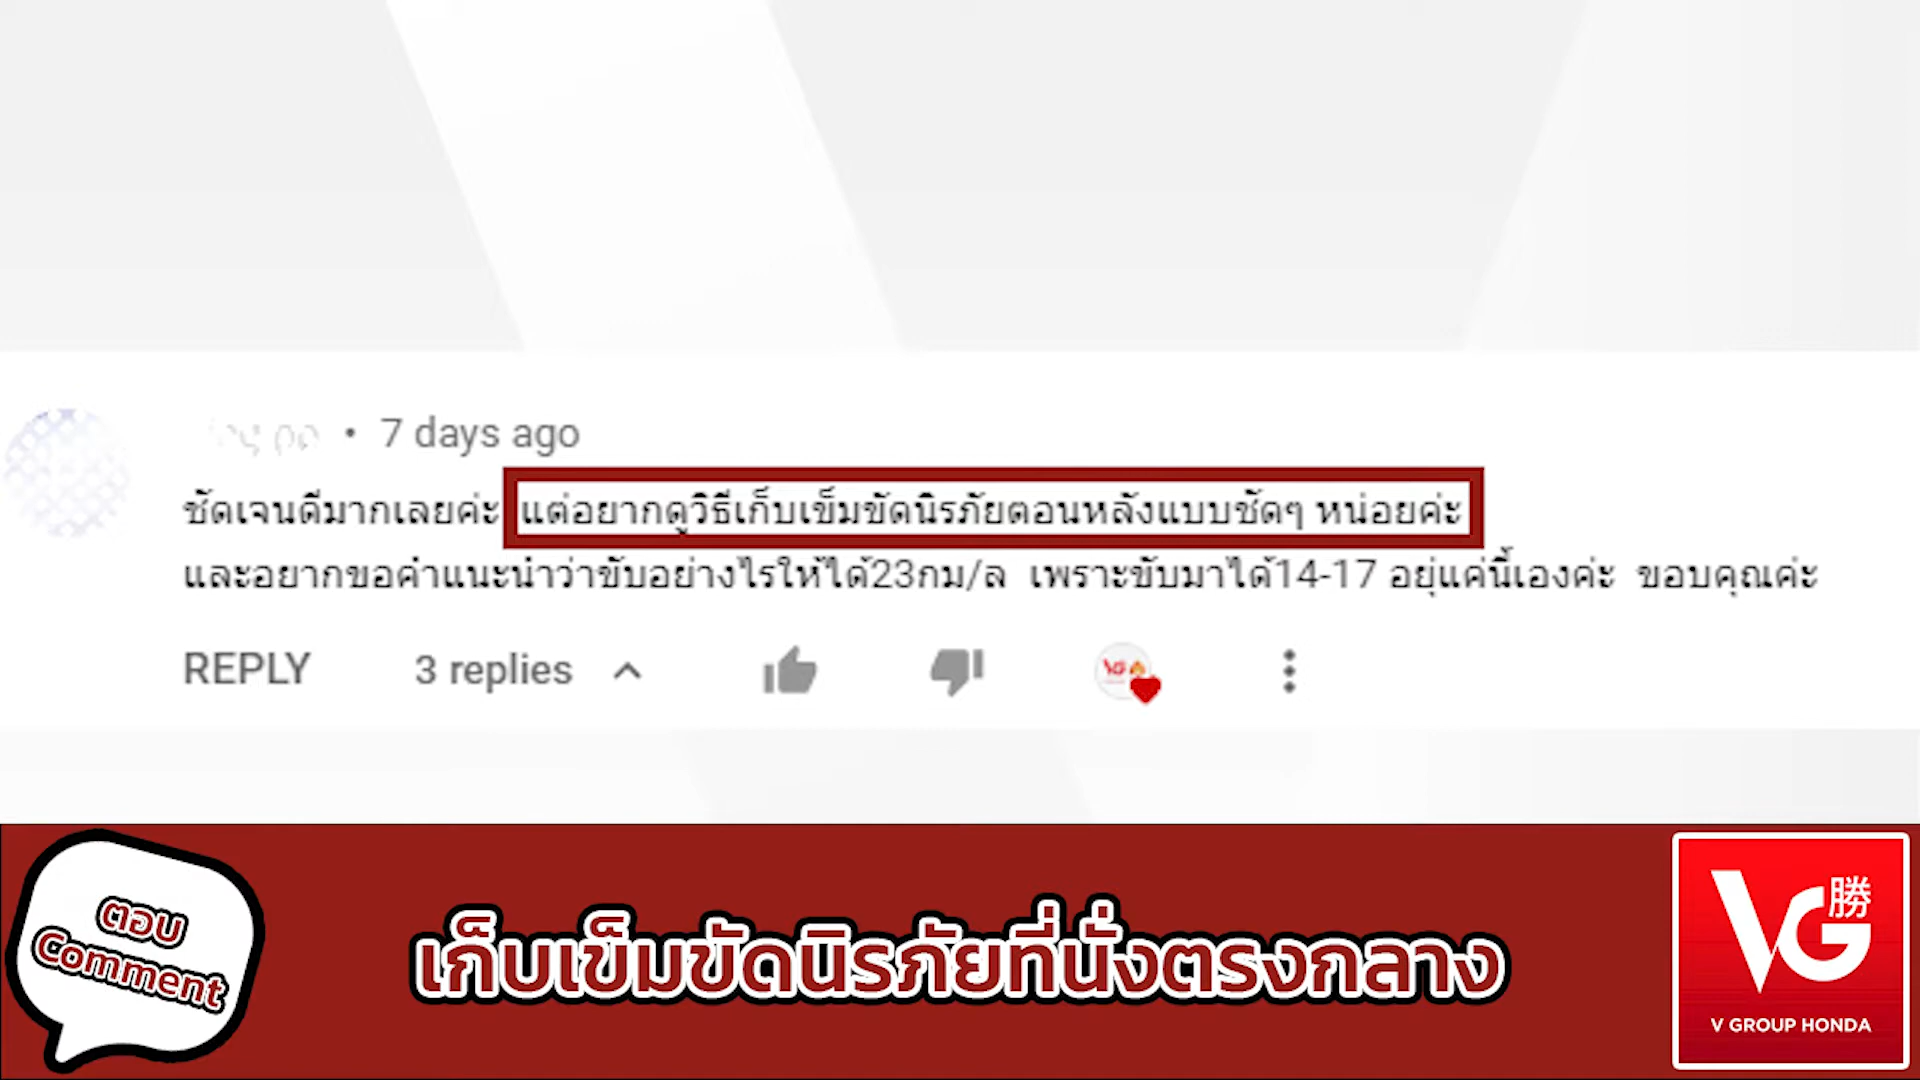 • 7 days ago
ชัดเจนดีมากเลยค่ะ แต่อยากดูวิธีเก็บเข็มขัดนิรภัยตอนหลังแบบชัดๆ หน่อยค่ะ
และอยากขอคำแนะนำว่าขับอย่างไรให้ได้23กม/ล เพราะขับมาได้14-17 อยู่แค่นี้เองค่ะ ขอบคุณค่ะ
REPLY 3 replies
ตอบ
Comment
เก็บเข็มขัดนิรภัยที่นั่งตรงกลาง
VG勝
V GROUP HONDA